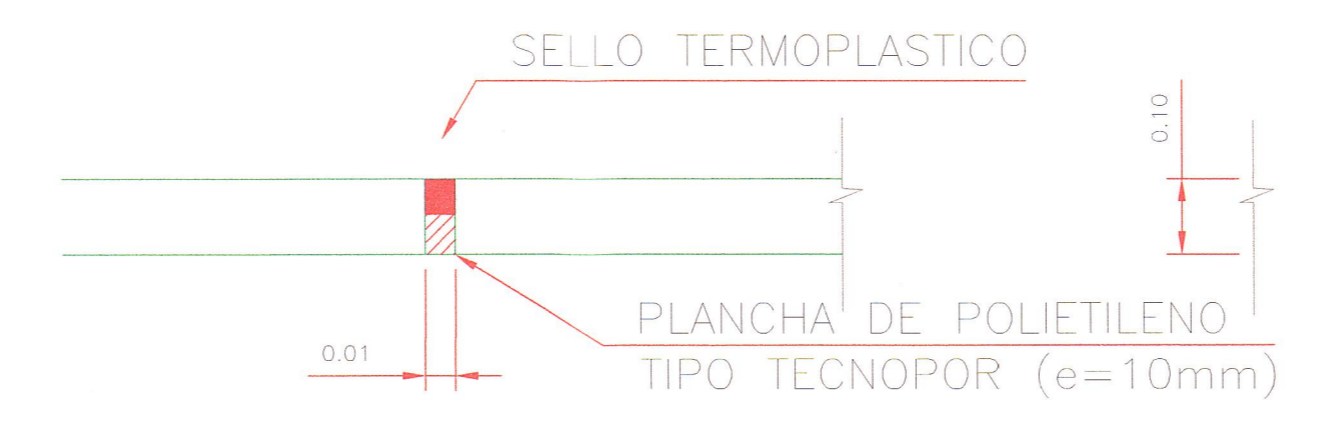 SELLO TERMOPLASTICO
0.10
PLANCHA DE POLIETILENO
0.01
TIPO TECNOPOR (e=10mm)